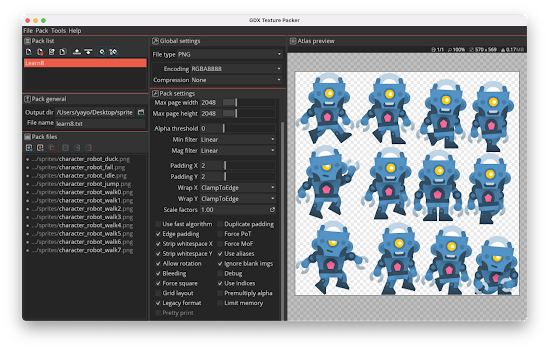 GDX Texture Packer
File Pack Tools Help
Pack list
Learn8
Pack general
Output dir /Users/yayo/Desktop/sprite
File name learn8.txt
Pack files
.../sprites/character_robot_duck.png
.../sprites/character_robot_fall.png
.../sprites/character_robot_idle.png
.../sprites/character_robot_jump.png
.../sprites/character_robot_walk0.png
.../sprites/character_robot_walk1.png
.../sprites/character_robot_walk2.png
.../sprites/character_robot_walk3.png
.../sprites/character_robot_walk4.png
.../sprites/character_robot_walk5.png
.../sprites/character_robot_walk6.png
.../sprites/character_robot_walk7.png
Global settings
File type PNG
Encoding RGBA8888
Compression None
Pack settings
Max page width 2048
Max page height 2048
Alpha threshold 0
Min filter Linear
Mag filter Linear
Padding X 2
Padding Y 2
Wrap X ClampToEdge
Wrap Y ClampToEdge
Scale factors 1.00
Use fast algorithm Duplicate padding
Edge padding Force PoT
Strip whitespace X Force MoF
Strip whitespace Y Use aliases
Allow rotation Ignore blank imgs
Bleeding Debug
Force square Use indices
Grid layout Premultiply alpha
Legacy format Limit memory
Pretty print
Atlas preview
1/1 100% 570 x 569 0.17MB